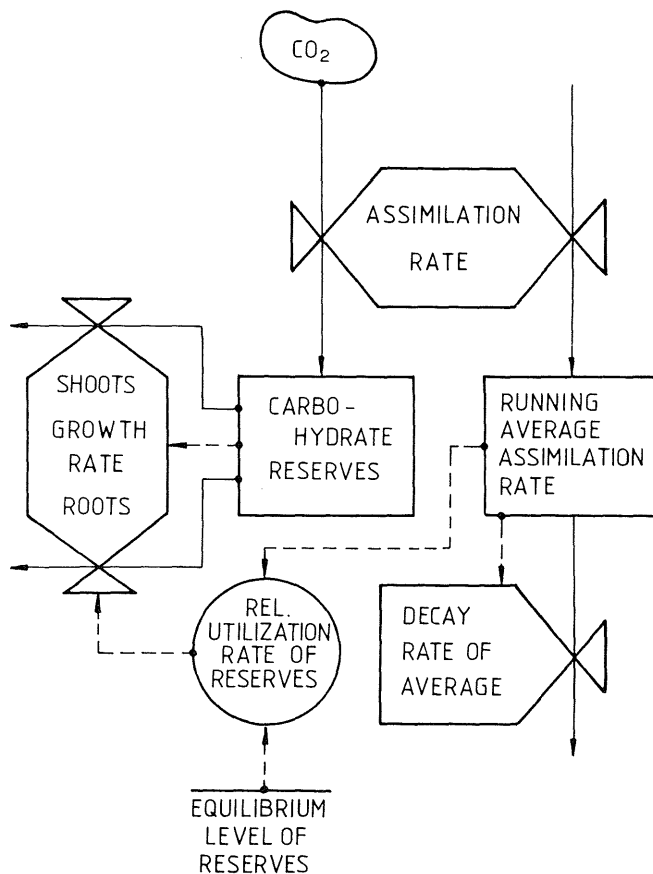 CO₂
ASSIMILATION
RATE
SHOOTS
GROWTH
RATE
ROOTS
CARBO-
HYDRATE
RESERVES
RUNNING
AVERAGE
ASSIMILATION
RATE
REL.
UTILIZATION
RATE OF
RESERVES
DECAY
RATE OF
AVERAGE
EQUILIBRIUM
LEVEL OF
RESERVES